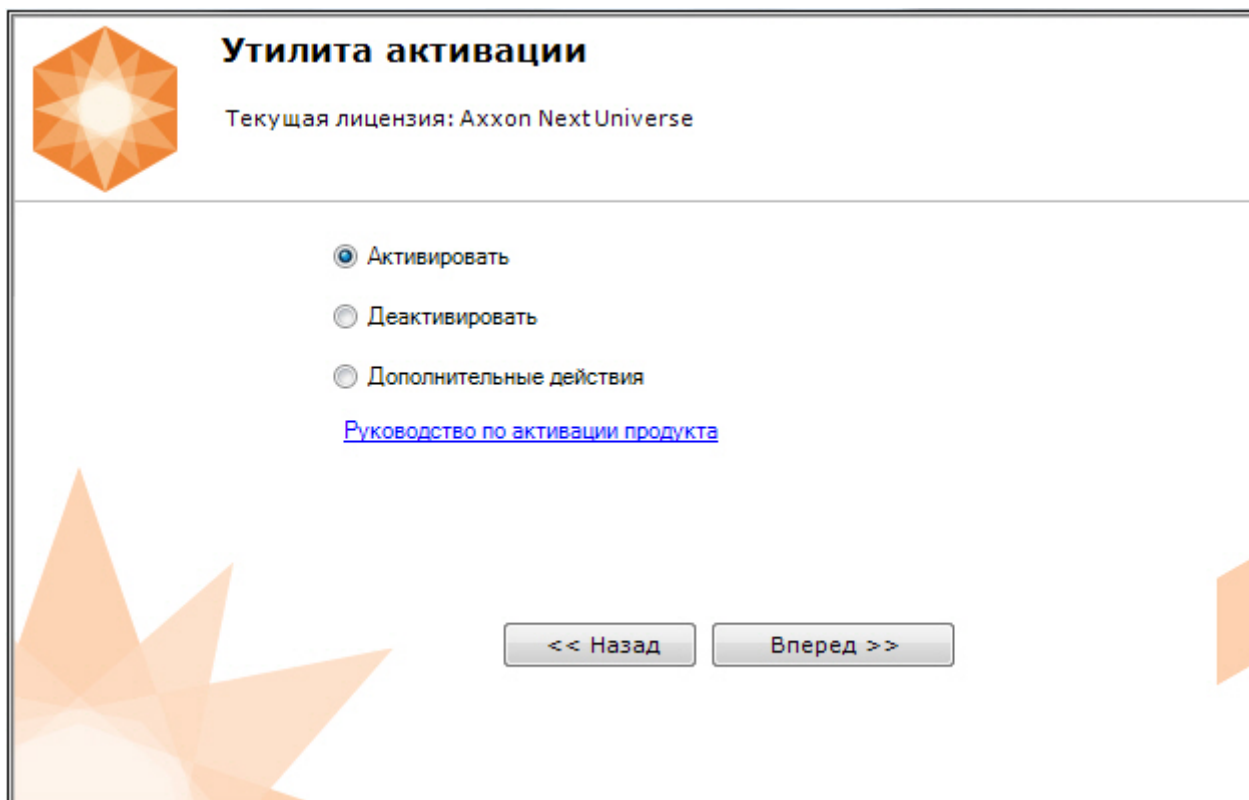 Утилита активации
Текущая лицензия: Axxon Next Universe
Активировать
Деактивировать
Дополнительные действия
Руководство по активации продукта
<< Назад
Вперед >>